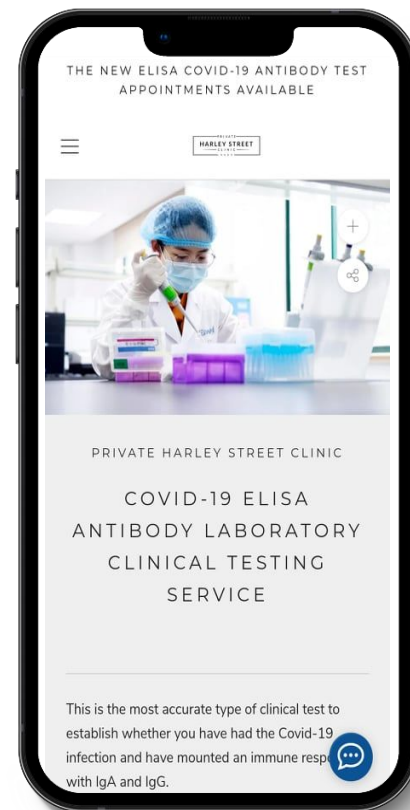 THE NEW ELISA COVID-19 ANTIBODY TEST
APPOINTMENTS AVAILABLE
PRIVATE
HARLEY STREET
CLINIC
PRIVATE HARLEY STREET CLINIC
COVID-19 ELISA
ANTIBODY LABORATORY
CLINICAL TESTING
SERVICE
This is the most accurate type of clinical test to
establish whether you have had the Covid-19
infection and have mounted an immune resp
with IgA and IgG.